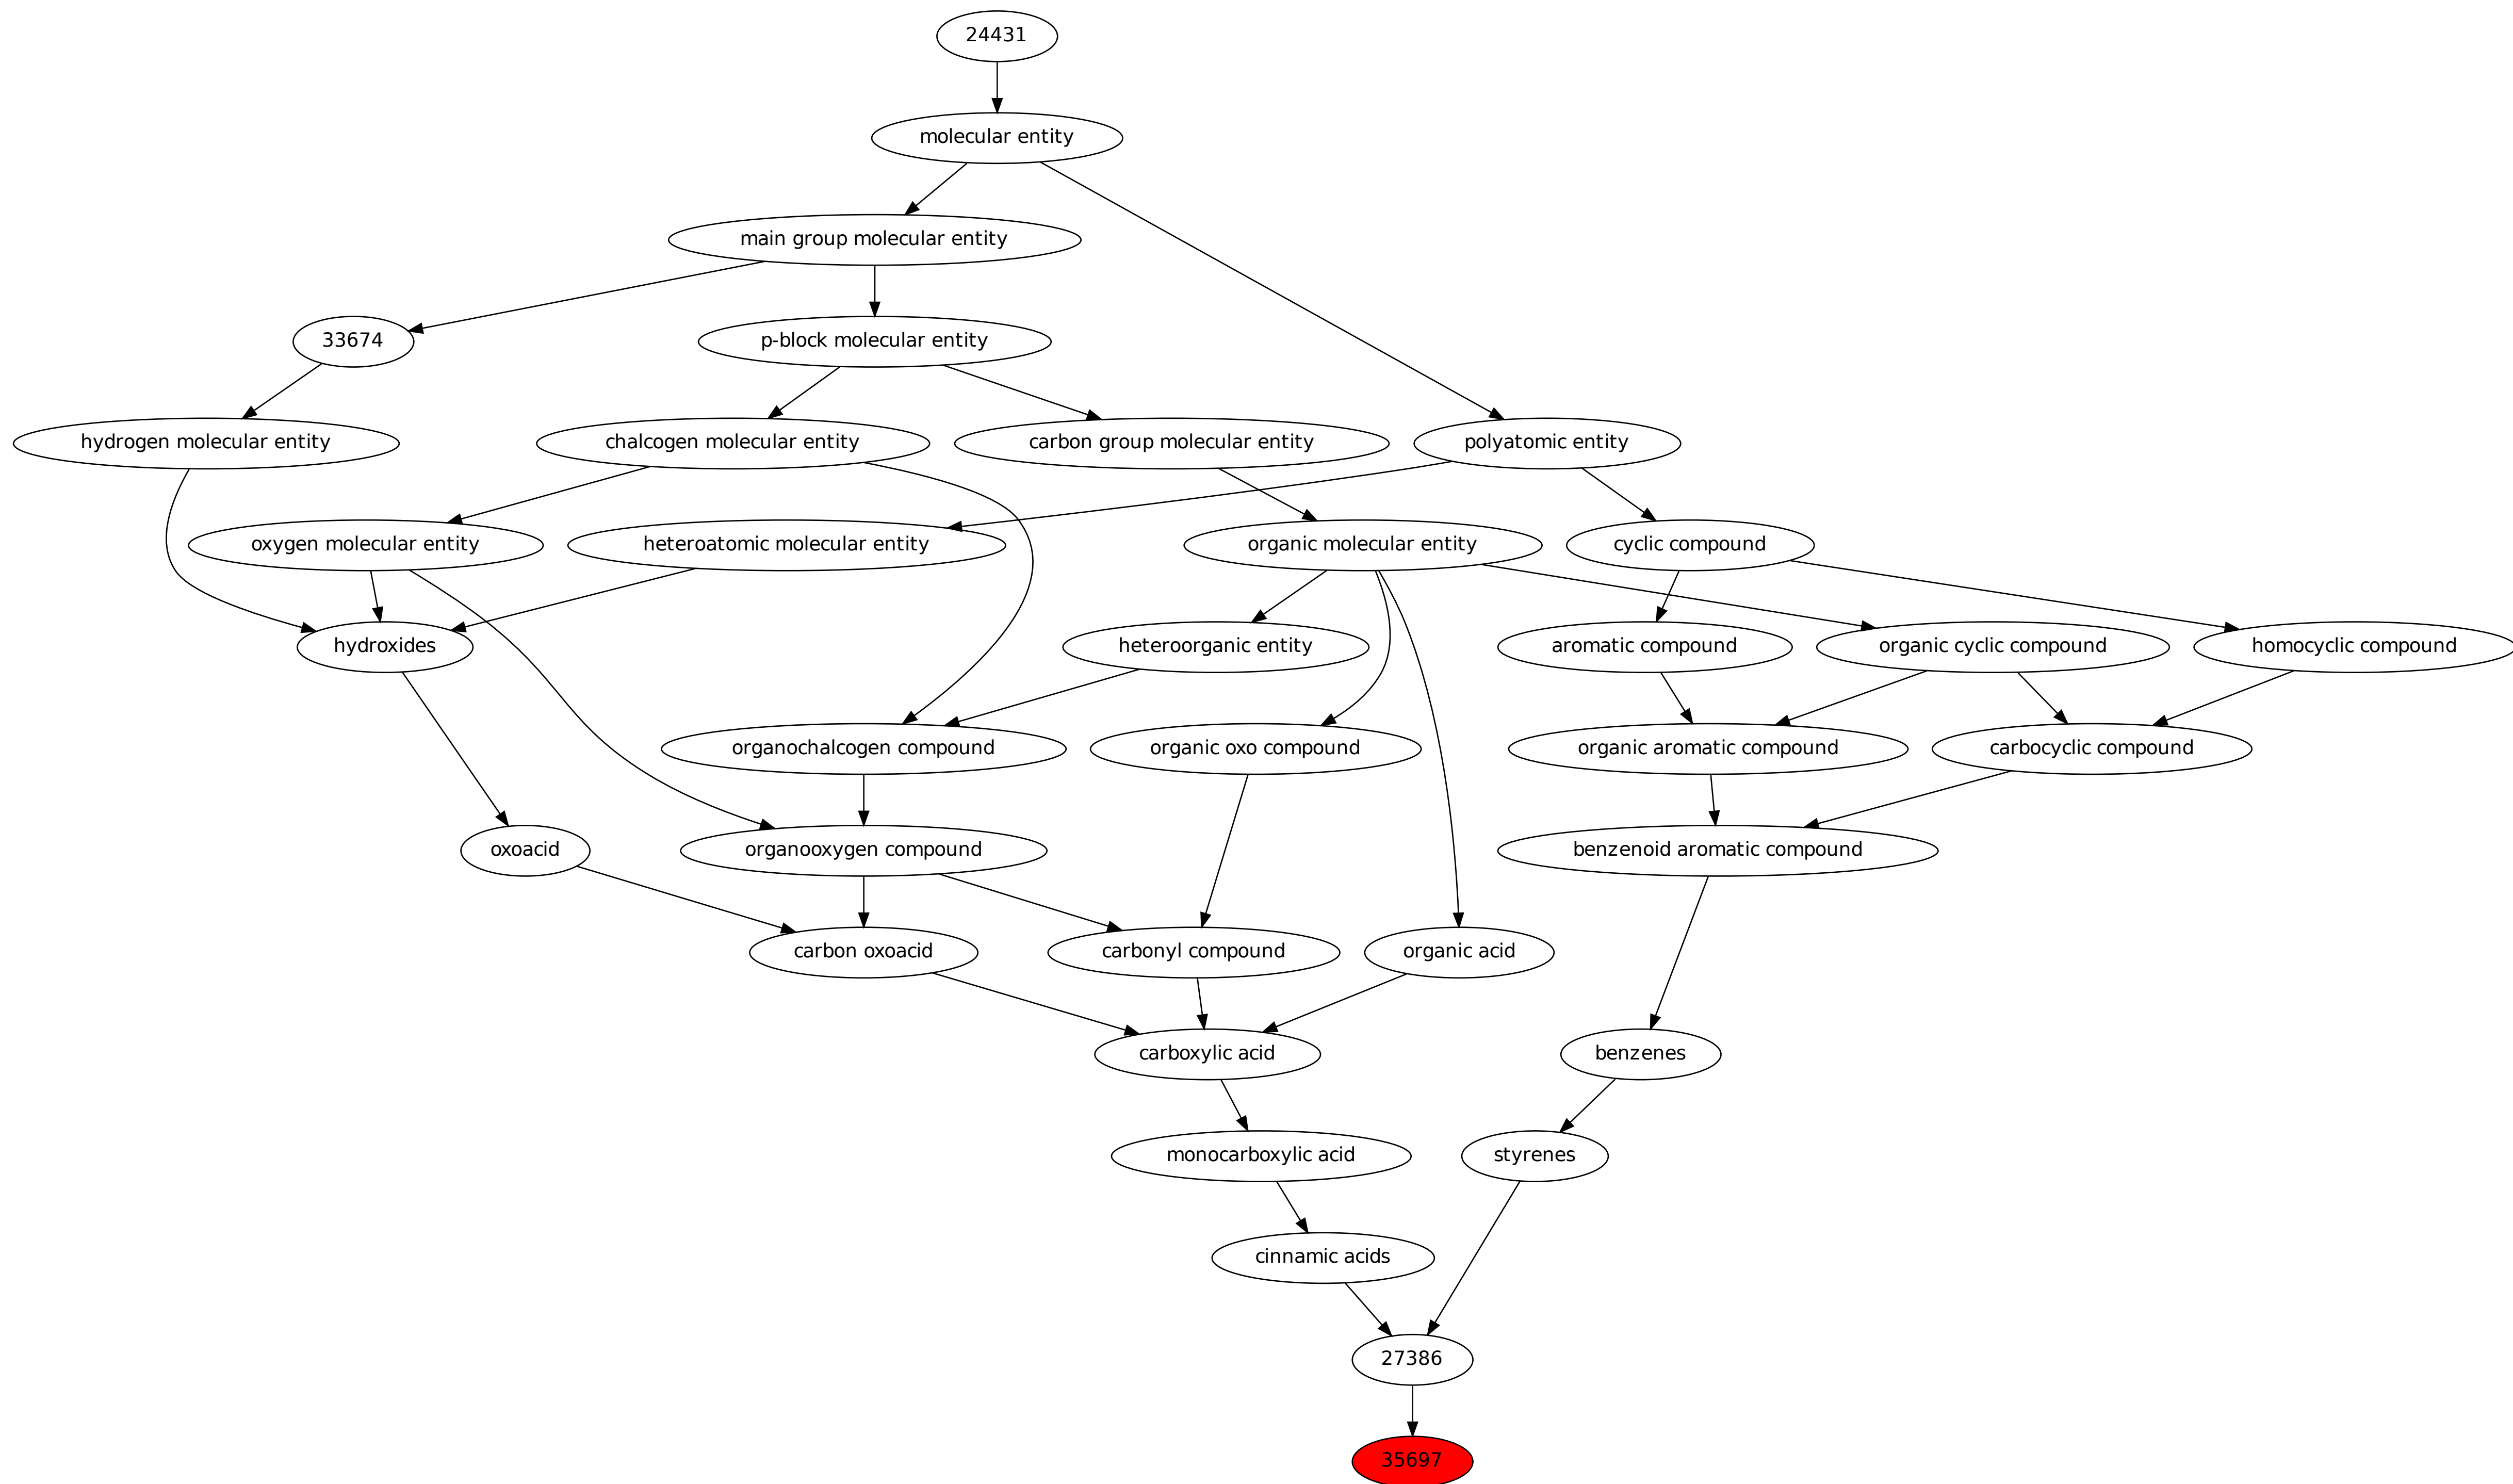 24431
molecular entity
main group molecular entity
33674
p-block molecular entity
hydrogen molecular entity
chalcogen molecular entity
carbon group molecular entity
polyatomic entity
oxygen molecular entity
heteroatomic molecular entity
organic molecular entity
cyclic compound
hydroxides
heteroorganic entity
aromatic compound
organic cyclic compound
homocyclic compound
organochalcogen compound
organic oxo compound
organic aromatic compound
carbocyclic compound
oxoacid
organooxygen compound
benzenoid aromatic compound
carbon oxoacid
carbonyl compound
organic acid
carboxylic acid
benzenes
monocarboxylic acid
styrenes
cinnamic acids
27386
35697